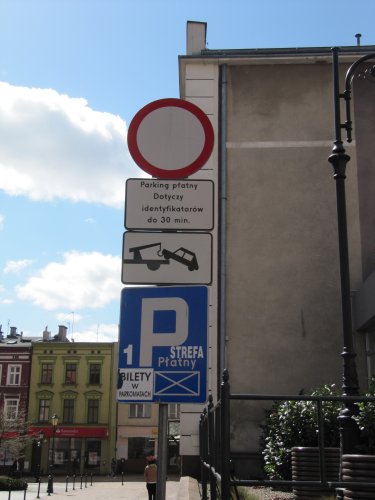 Parking płatny
Dotyczy
identyfikatorów
do 30 min.
P
1 STREFA
Płatny
BILETY
w
PARKOMATACH